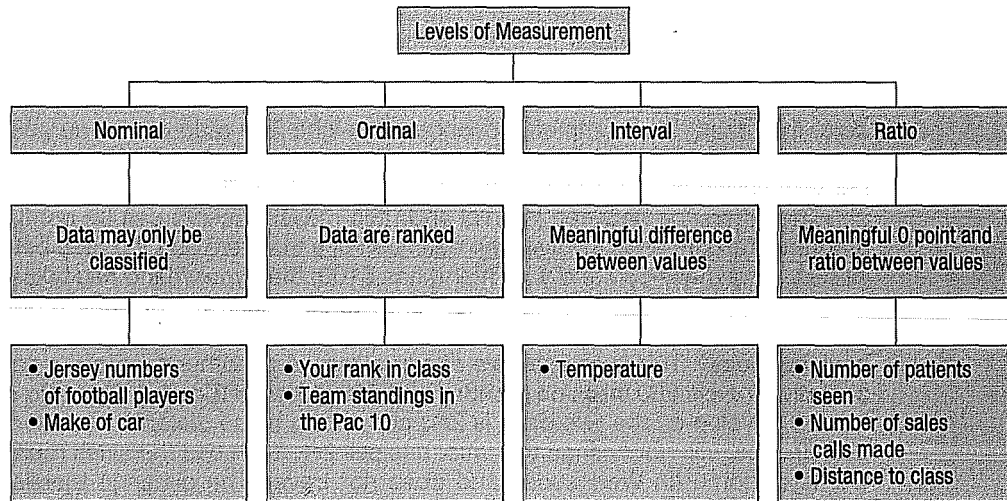 Levels of Measurement
Nominal
Ordinal
Interval
Ratio
Data may only be
classified
Data are ranked
Meaningful difference
between values
Meaningful 0 point and
ratio between values
• Jersey numbers
of football players
• Make of car
• Your rank in class
• Team standings in
the Pac 10
• Temperature
• Number of patients
seen
• Number of sales
calls made
• Distance to class